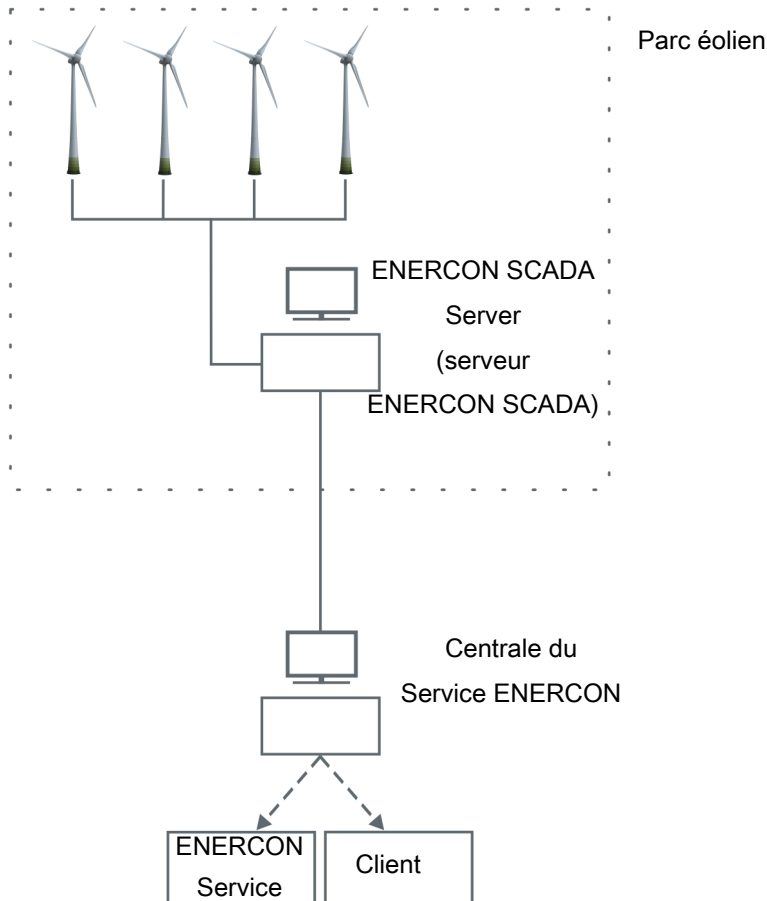 Parc éolien
ENERCON SCADA
Server
(serveur
ENERCON SCADA)
Centrale du
Service ENERCON
ENERCON
Service
Client